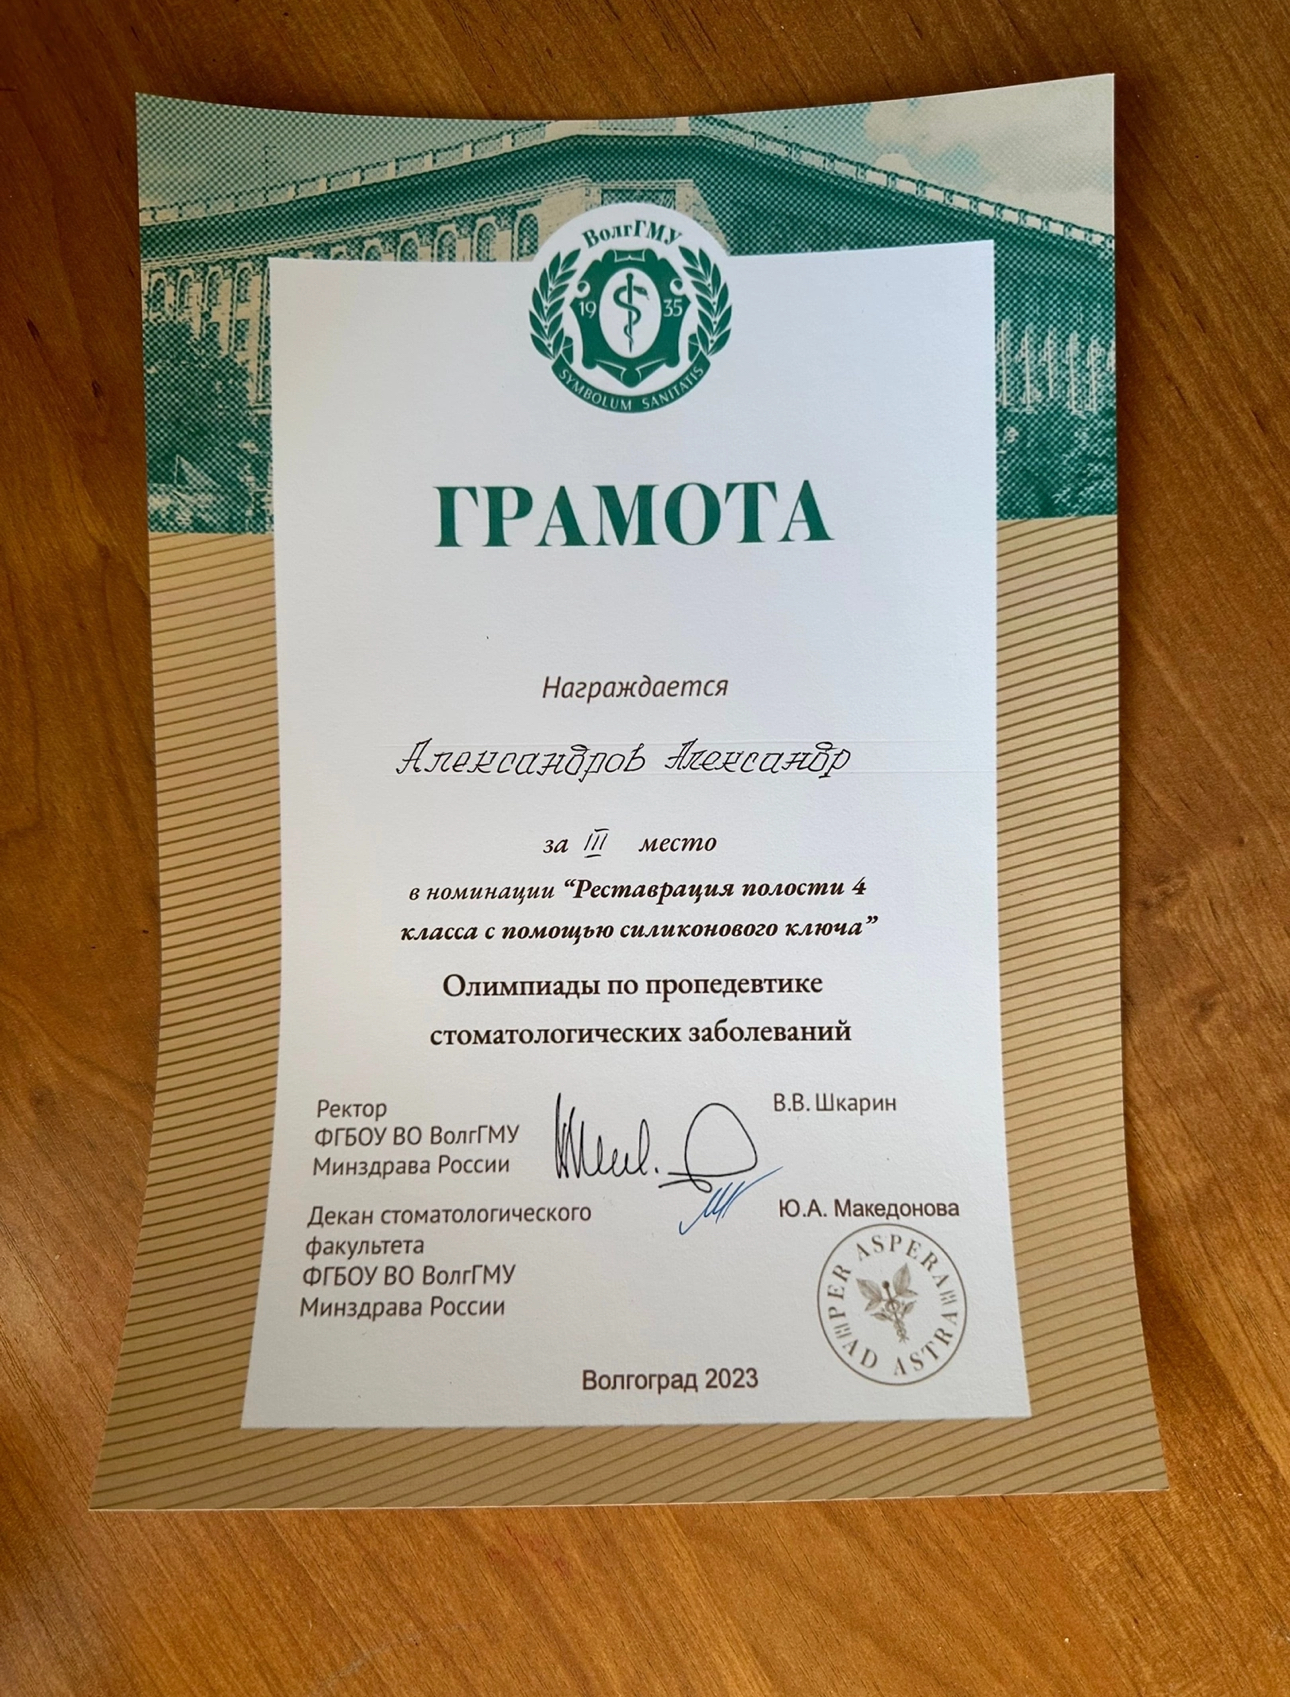 ВолгГМУ
19 35
SYMBOLUM SANITATIS
ГРАМОТА
Награждается
Александров Александр
за III место
в номинации “Реставрация полости 4
класса с помощью силиконового ключа”
Олимпиады по пропедевтике
стоматологических заболеваний
Ректор
ФГБОУ ВО ВолгГМУ
Минздрава России
В.В. Шкарин
Декан стоматологического
факультета
ФГБОУ ВО ВолгГМУ
Минздрава России
Ю.А. Македонова
PER ASPERA
AD ASTRA
Волгоград 2023